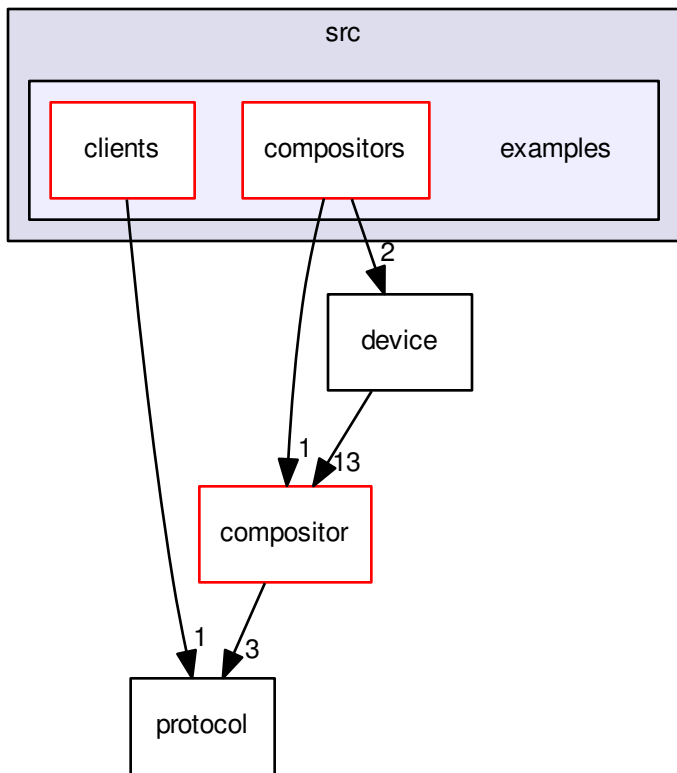 src
clients
compositors
examples
2
device
1
13
compositor
1
3
protocol